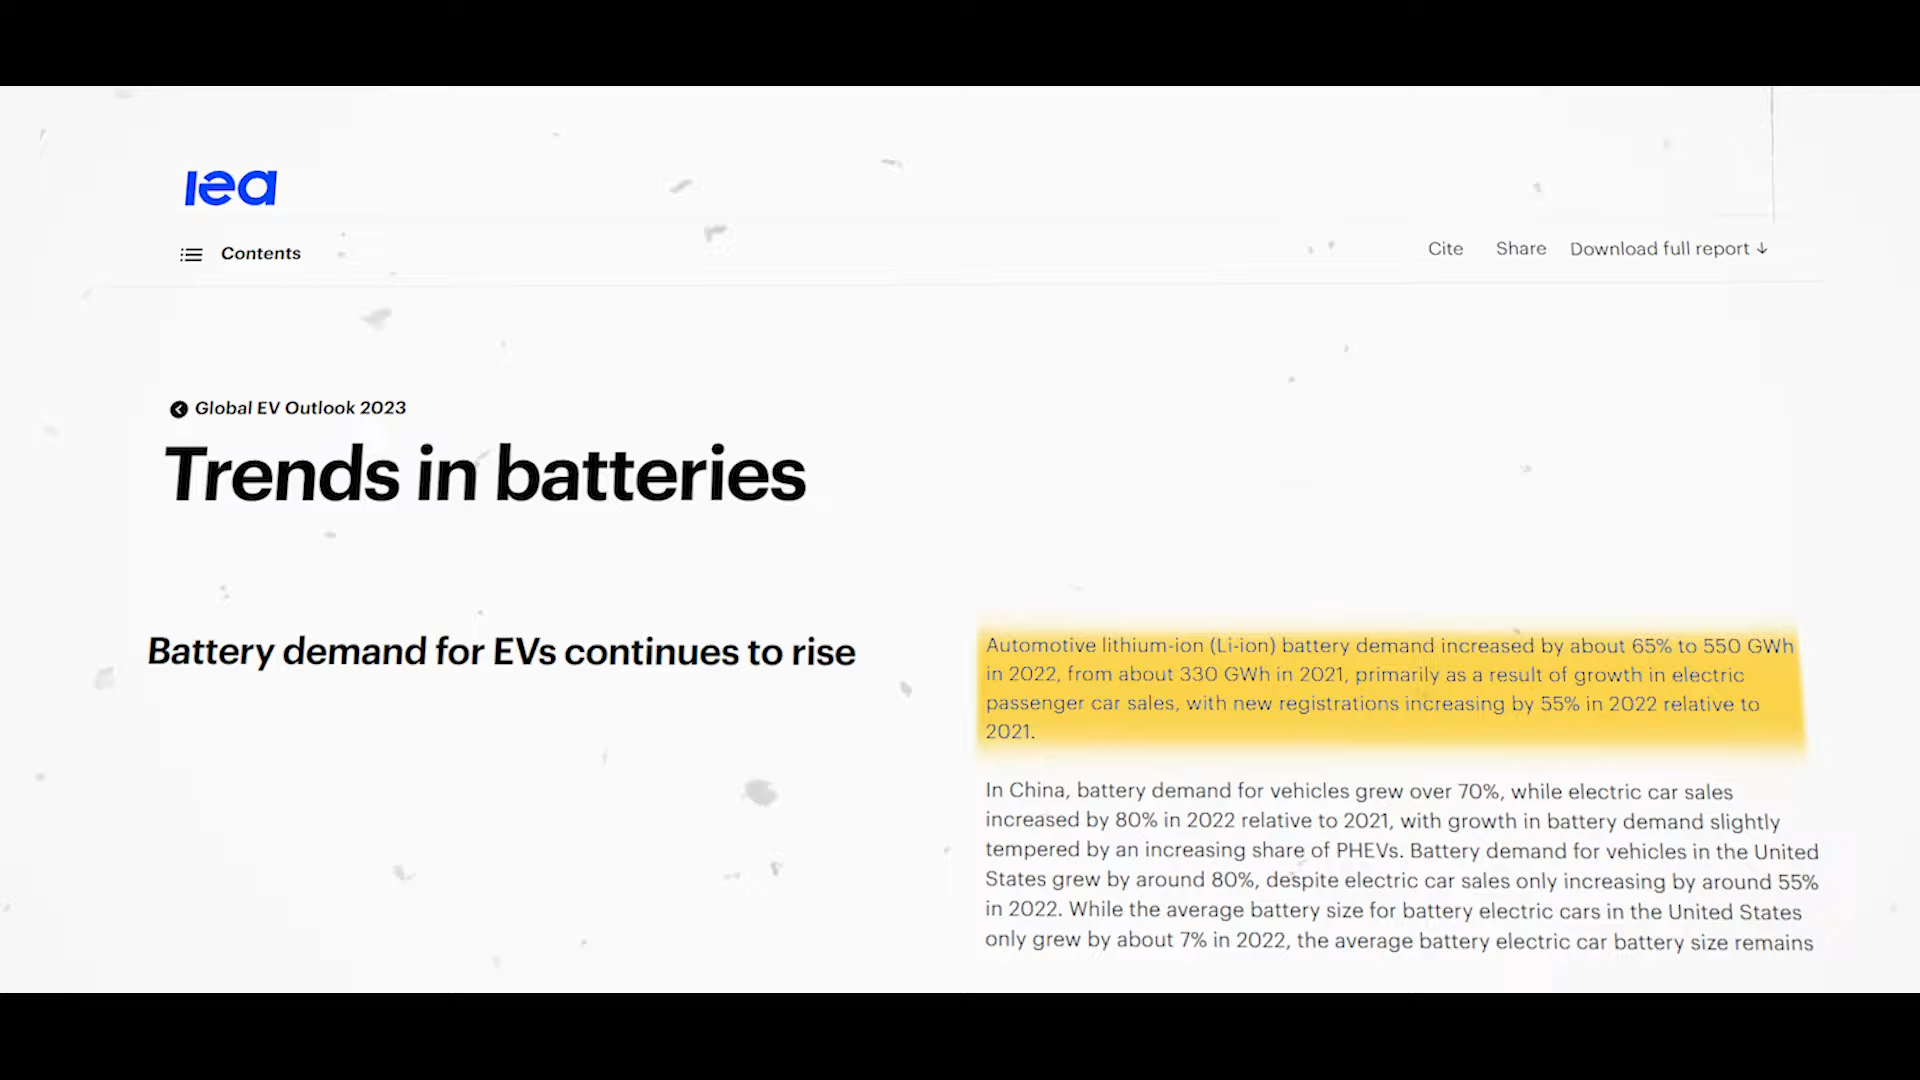 iea
Contents
Cite Share Download full report ↓
Global EV Outlook 2023
Trends in batteries
Battery demand for EVs continues to rise
Automotive lithium-ion (Li-ion) battery demand increased by about 65% to 550 GWh
in 2022, from about 330 GWh in 2021, primarily as a result of growth in electric
passenger car sales, with new registrations increasing by 55% in 2022 relative to
2021.
In China, battery demand for vehicles grew over 70%, while electric car sales
increased by 80% in 2022 relative to 2021, with growth in battery demand slightly
tempered by an increasing share of PHEVs. Battery demand for vehicles in the United
States grew by around 80%, despite electric car sales only increasing by around 55%
in 2022. While the average battery size for battery electric cars in the United States
only grew by about 7% in 2022, the average battery electric car battery size remains